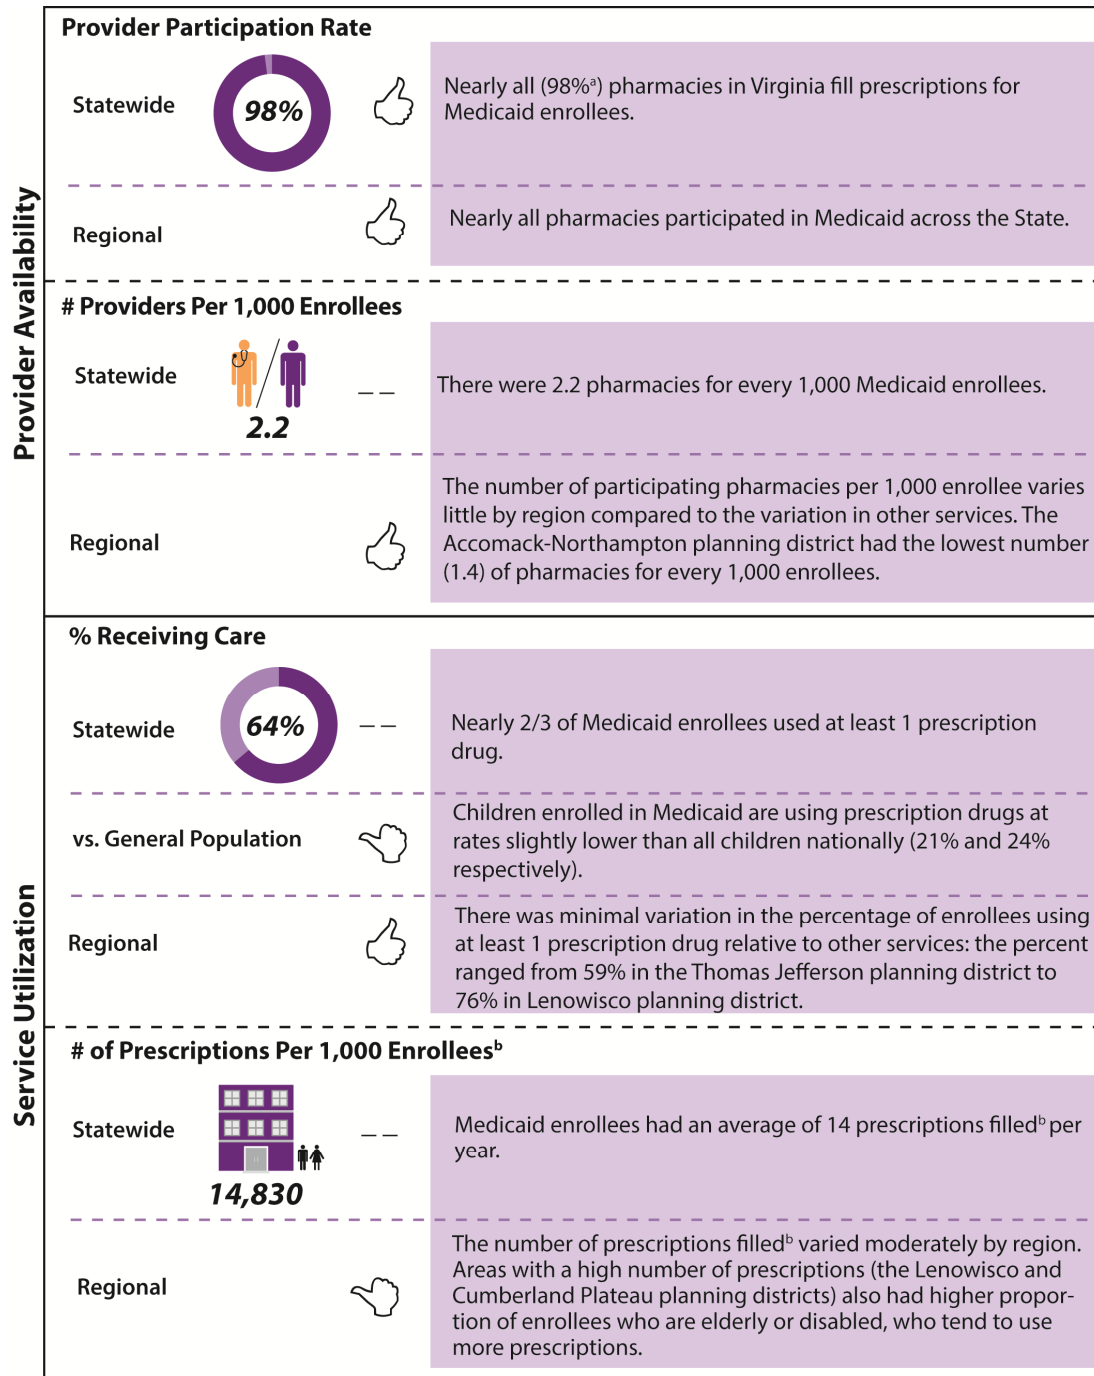 Provider Participation Rate
Statewide
98%
Nearly all (98%ᵃ) pharmacies in Virginia fill prescriptions for
Medicaid enrollees.
Regional
Nearly all pharmacies participated in Medicaid across the State.
Provider Availability
# Providers Per 1,000 Enrollees
Statewide
2.2
There were 2.2 pharmacies for every 1,000 Medicaid enrollees.
Regional
The number of participating pharmacies per 1,000 enrollee varies
little by region compared to the variation in other services. The
Accomack-Northampton planning district had the lowest number
(1.4) of pharmacies for every 1,000 enrollees.
% Receiving Care
Statewide
64%
Nearly 2/3 of Medicaid enrollees used at least 1 prescription
drug.
vs. General Population
Children enrolled in Medicaid are using prescription drugs at
rates slightly lower than all children nationally (21% and 24%
respectively).
Regional
There was minimal variation in the percentage of enrollees using
at least 1 prescription drug relative to other services: the percent
ranged from 59% in the Thomas Jefferson planning district to
76% in Lenowisco planning district.
Service Utilization
# of Prescriptions Per 1,000 Enrolleesᵇ
Statewide
14,830
Medicaid enrollees had an average of 14 prescriptions filledᵇ per
year.
Regional
The number of prescriptions filledᵇ varied moderately by region.
Areas with a high number of prescriptions (the Lenowisco and
Cumberland Plateau planning districts) also had higher propor-
tion of enrollees who are elderly or disabled, who tend to use
more prescriptions.